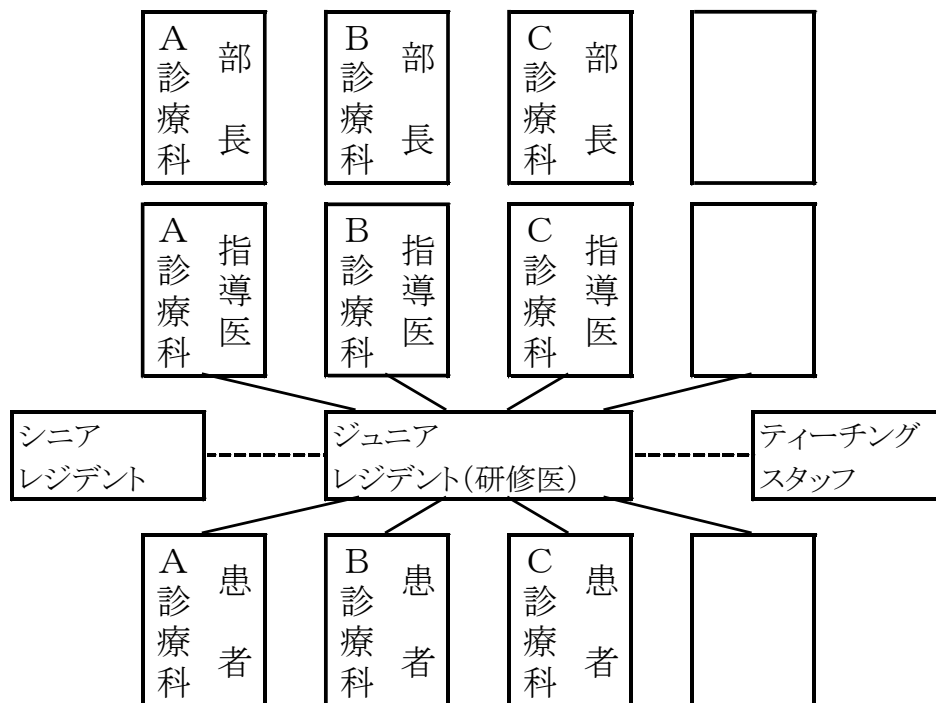 A診療科
部長
B診療科
部長
C診療科
部長
A診療科
指導医
B診療科
指導医
C診療科
指導医
シニア
レジデント
ジュニア
レジデント(研修医)
ティーチング
スタッフ
A診療科
患者
B診療科
患者
C診療科
患者